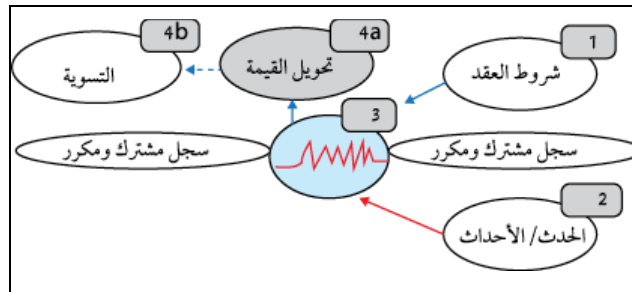 1
شروط العقد
4a
تحويل القيمة
4b
التسوية
3
سجل مشترك ومكرر
سجل مشترك ومكرر
2
الحدث/ الأحداث